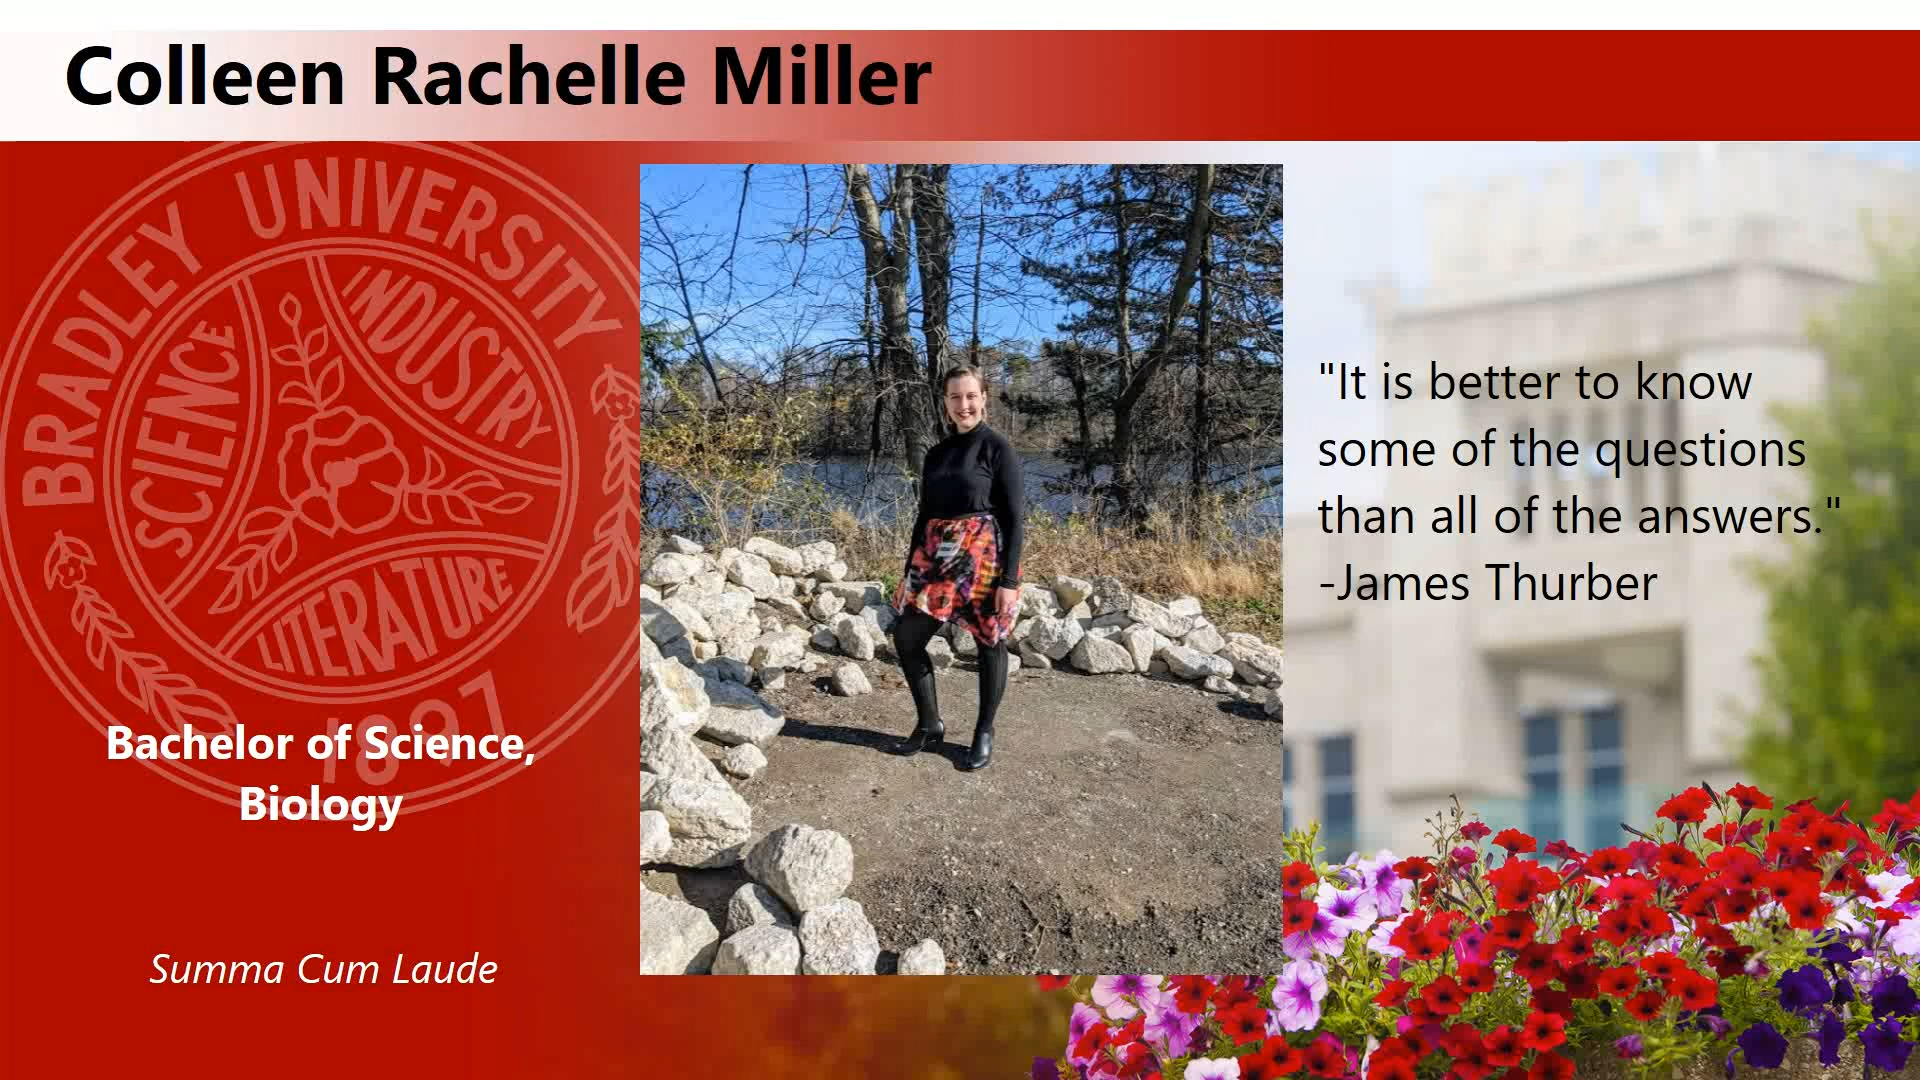 Colleen Rachelle Miller
BRADLEY UNIVERSITY
SCIENCE
INDUSTRY
LITERATURE
1897
Bachelor of Science,
Biology
Summa Cum Laude
"It is better to know
some of the questions
than all of the answers."
-James Thurber